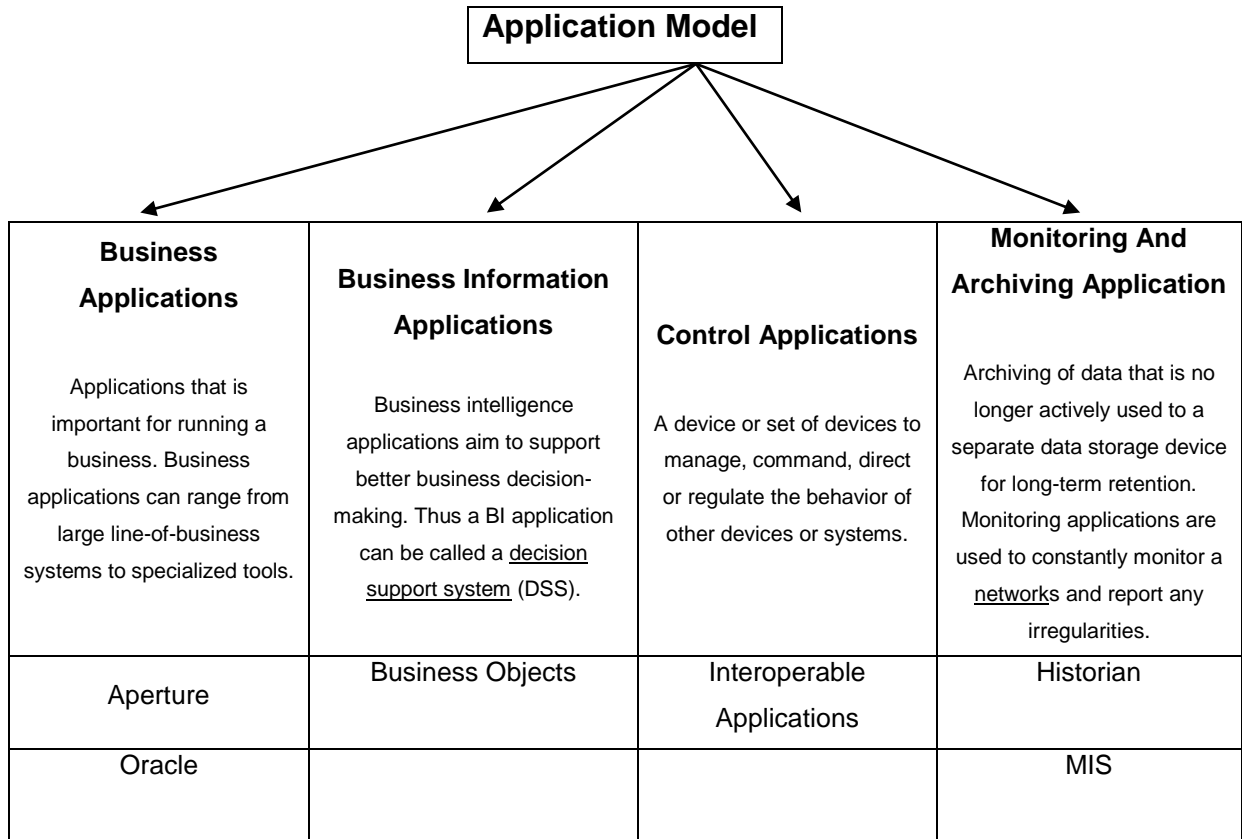 Application Model
Business
Applications
Applications that is
important for running a
business. Business
applications can range from
large line-of-business
systems to specialized tools.
Business Information
Applications
Business intelligence
applications aim to support
better business decision-
making. Thus a BI application
can be called a decision
support system (DSS).
Control Applications
A device or set of devices to
manage, command, direct
or regulate the behavior of
other devices or systems.
Monitoring And
Archiving Application
Archiving of data that is no
longer actively used to a
separate data storage device
for long-term retention.
Monitoring applications are
used to constantly monitor a
networks and report any
irregularities.
Aperture
Business Objects
Interoperable
Applications
Historian
Oracle
MIS